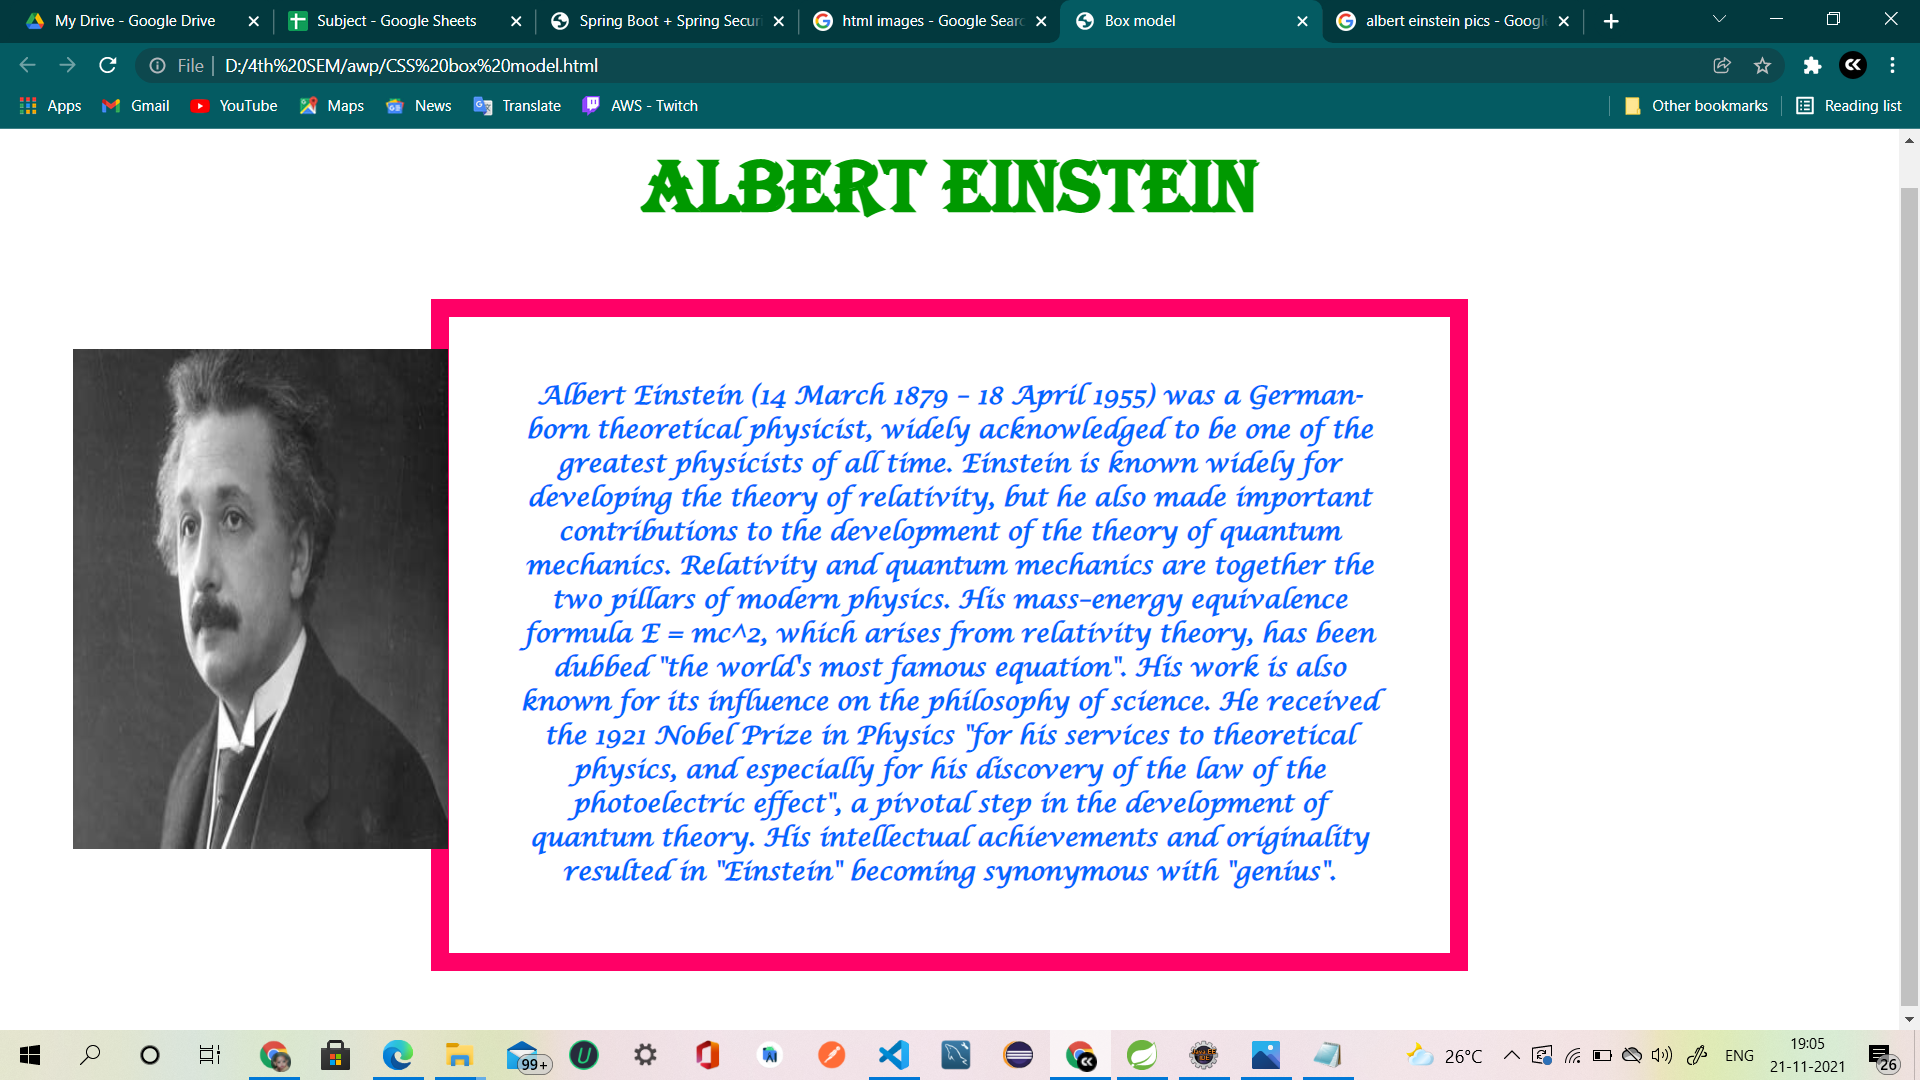 My Drive - Google Drive
Subject - Google Sheets
Spring Boot + Spring Securi
html images - Google Searc
Box model
albert einstein pics - Googl
File
D:/4th%20SEM/awp/CSS%20box%20model.html
Apps
Gmail
YouTube
Maps
News
Translate
AWS - Twitch
Other bookmarks
Reading list
ALBERT EINSTEIN
Albert Einstein (14 March 1879 – 18 April 1955) was a German-
born theoretical physicist, widely acknowledged to be one of the
greatest physicists of all time. Einstein is known widely for
developing the theory of relativity, but he also made important
contributions to the development of the theory of quantum
mechanics. Relativity and quantum mechanics are together the
two pillars of modern physics. His mass–energy equivalence
formula E = mc^2, which arises from relativity theory, has been
dubbed "the world's most famous equation". His work is also
known for its influence on the philosophy of science. He received
the 1921 Nobel Prize in Physics "for his services to theoretical
physics, and especially for his discovery of the law of the
photoelectric effect", a pivotal step in the development of
quantum theory. His intellectual achievements and originality
resulted in "Einstein" becoming synonymous with "genius".
99+
26°C
ENG
19:05
21-11-2021
26